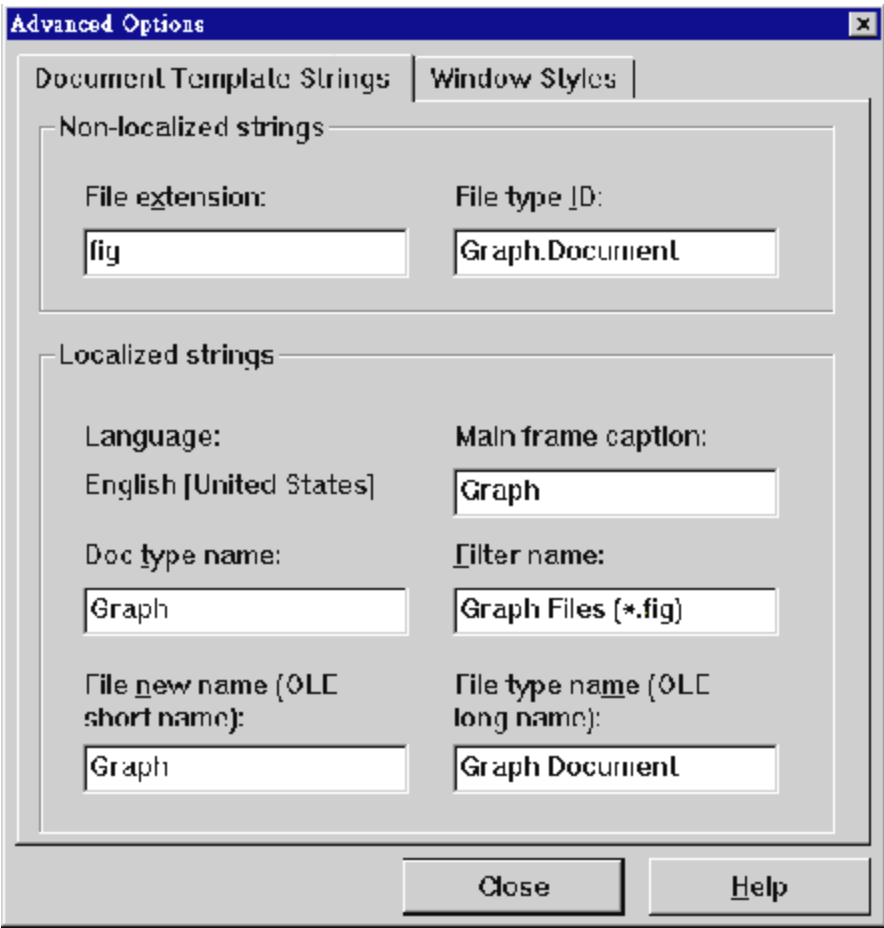 Advanced Options
Document Template Strings
Window Styles
Non-localized strings
File extension:
File type ID:
fig
Graph.Document
Localized strings
Language:
Main frame caption:
English [United States]
Graph
Doc type name:
Filter name:
Graph
Graph Files (*.fig)
File new name (OLE
short name):
File type name (OLE
long name):
Graph
Graph Document
Close
Help